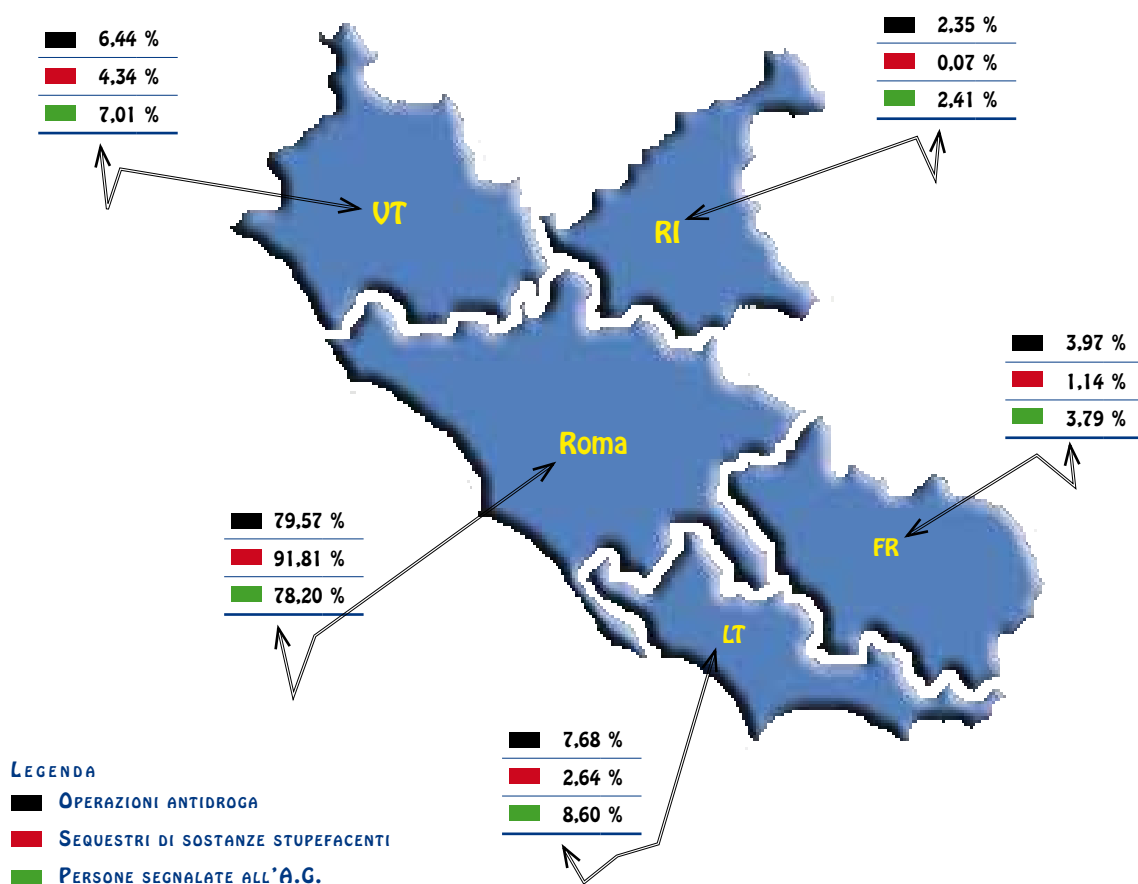 6,44 %
4,34 %
7,01 %
2,35 %
0,07 %
2,41 %
VT
RI
3,97 %
1,14 %
3,79 %
Roma
79,57 %
91,81 %
78,20 %
FR
LT
7,68 %
2,64 %
8,60 %
LEGENDA
OPERAZIONI ANTIDROGA
SEQUESTRI DI SOSTANZE STUPEFACENTI
PERSONE SEGNALATE ALL'A.G.